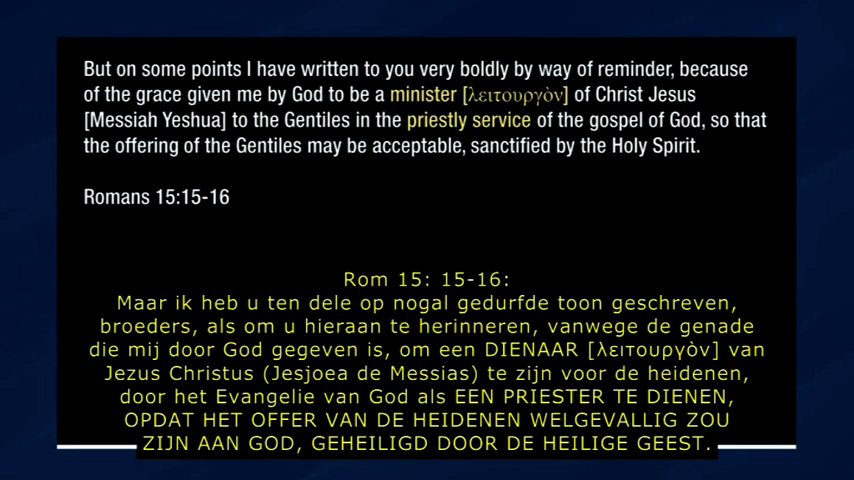 But on some points I have written to you very boldly by way of reminder, because
of the grace given me by God to be a minister [λειτουργὸν] of Christ Jesus
[Messiah Yeshua] to the Gentiles in the priestly service of the gospel of God, so that
the offering of the Gentiles may be acceptable, sanctified by the Holy Spirit.
Romans 15:15-16
Rom 15: 15-16:
Maar ik heb u ten dele op nogal gedurfde toon geschreven,
broeders, als om u hieraan te herinneren, vanwege de genade
die mij door God gegeven is, om een DIENAAR [λειτουργὸν] van
Jezus Christus (Jesjoea de Messias) te zijn voor de heidenen,
door het Evangelie van God als EEN PRIESTER TE DIENEN,
OPDAT HET OFFER VAN DE HEIDENEN WELGEVALLIG ZOU
ZIJN AAN GOD, GEHEILIGD DOOR DE HEILIGE GEEST.